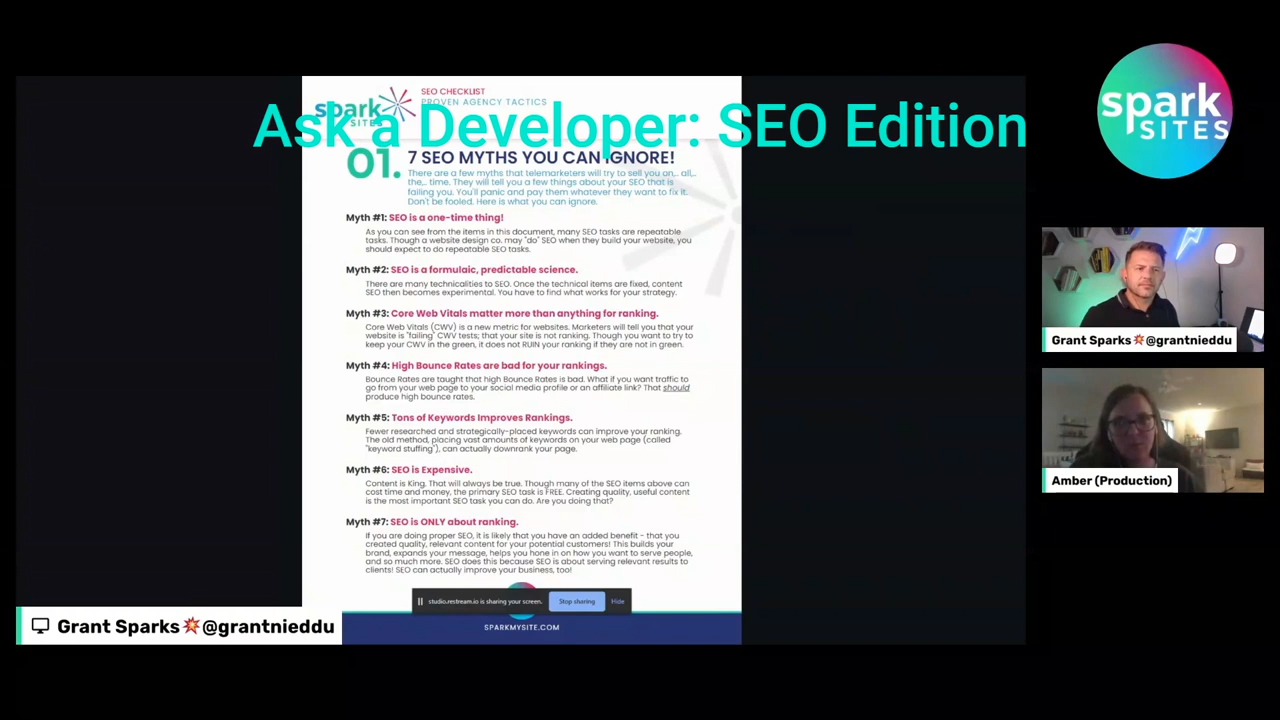 SEO CHECKLIST
PROVEN AGENCY TACTICS
spark
SITES
Ask a Developer: SEO Edition
spark
SITES
01.
7 SEO MYTHS YOU CAN IGNORE!
There are a few myths that telemarketers will try to sell you on,.. all,..
the,.. time. They will tell you a few things about your SEO that is
failing you. You'll panic and pay them whatever they want to fix it.
Don't be fooled. Here is what you can ignore.
Myth #1: SEO is a one-time thing!
As you can see from the items in this document, many SEO tasks are repeatable
tasks. Though a website design co. may "do" SEO when they build your website, you
should expect to do repeatable SEO tasks.
Myth #2: SEO is a formulaic, predictable science.
There are many technicalities to SEO. Once the technical items are fixed, content
SEO then becomes experimental. You have to find what works for your strategy.
Myth #3: Core Web Vitals matter more than anything for ranking.
Core Web Vitals (CWV) is a new metric for websites. Marketers will tell you that your
website is "failing" CWV tests; that your site is not ranking. Though you want to try to
keep your CWV in the green, it does not RUIN your ranking if they are not in green.
Myth #4: High Bounce Rates are bad for your rankings.
Bounce Rates are taught that high Bounce Rates is bad. What if you want traffic to
go from your web page to your social media profile or an affiliate link? That should
produce high bounce rates.
Myth #5: Tons of Keywords Improves Rankings.
Fewer researched and strategically-placed keywords can improve your ranking.
The old method, placing vast amounts of keywords on your web page (called
"keyword stuffing"), can actually downrank your page.
Myth #6: SEO is Expensive.
Content is King. That will always be true. Though many of the SEO items above can
cost time and money, the primary SEO task is FREE. Creating quality, useful content
is the most important SEO task you can do. Are you doing that?
Myth #7: SEO is ONLY about ranking.
If you are doing proper SEO, it is likely that you have an added benefit - that you
created quality, relevant content for your potential customers! This builds your
brand, expands your message, helps you hone in on how you want to serve people,
and so much more. SEO does this because SEO is about serving relevant results to
clients! SEO can actually improve your business, too!
studio.restream.io is sharing your screen. Stop sharing Hide
SPARKMYSITE.COM
Grant Sparks💥@grantnieddu
Grant Sparks💥@grantnieddu
Amber (Production)